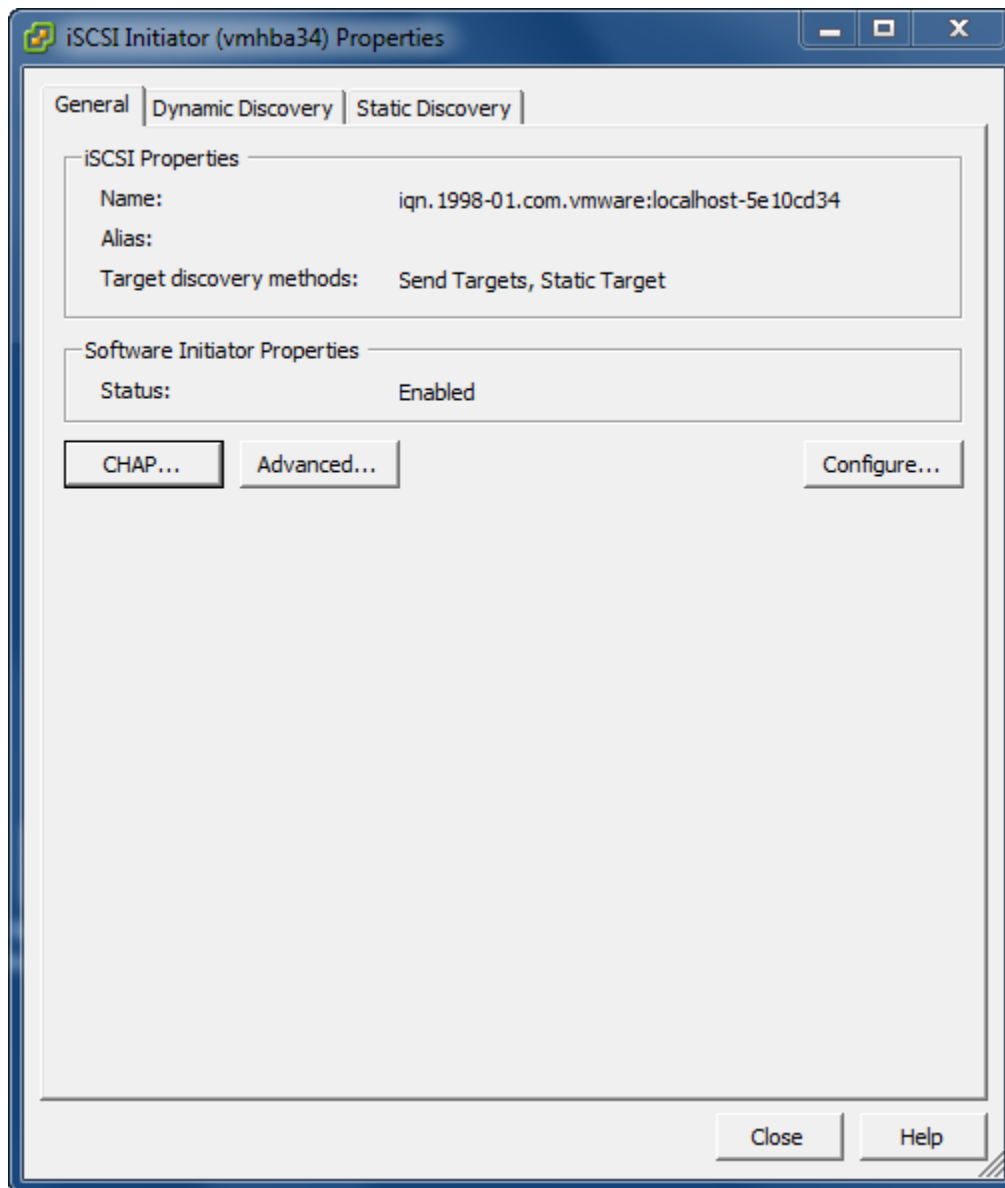 iSCSI Initiator (vmhba34) Properties
General Dynamic Discovery Static Discovery
iSCSI Properties
Name: iqn.1998-01.com.vmware:localhost-5e10cd34
Alias:
Target discovery methods: Send Targets, Static Target
Software Initiator Properties
Status: Enabled
CHAP... Advanced... Configure...
Close Help